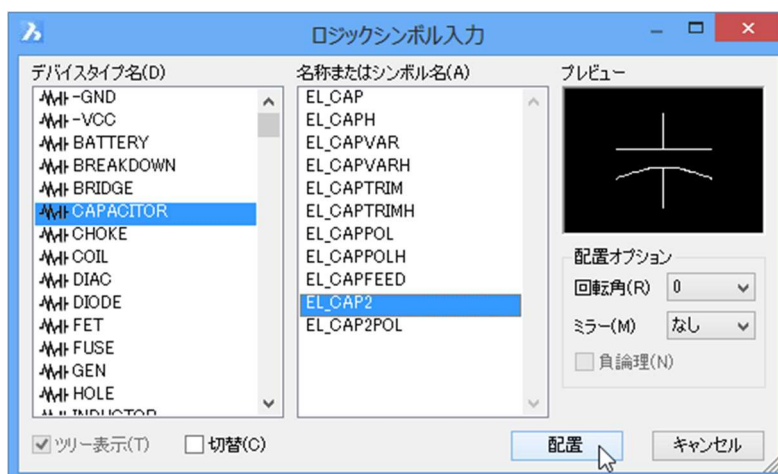 ロジックシンボル入力
デバイスタイプ名(D)
-GND
-VCC
BATTERY
BREAKDOWN
BRIDGE
CAPACITOR
CHOKE
COIL
DIAC
DIODE
FET
FUSE
GEN
HOLE
INDUCTOR
名称またはシンボル名(A)
EL_CAP
EL_CAPH
EL_CAPVAR
EL_CAPVARH
EL_CAPTRIM
EL_CAPTRIMH
EL_CAPPOL
EL_CAPPOLH
EL_CAPFEED
EL_CAP2
EL_CAP2POL
プレビュー
配置オプション
回転角(R) 0
ミラー(M) なし
負論理(N)
ツリー表示(T) 切替(C) 配置 キャンセル